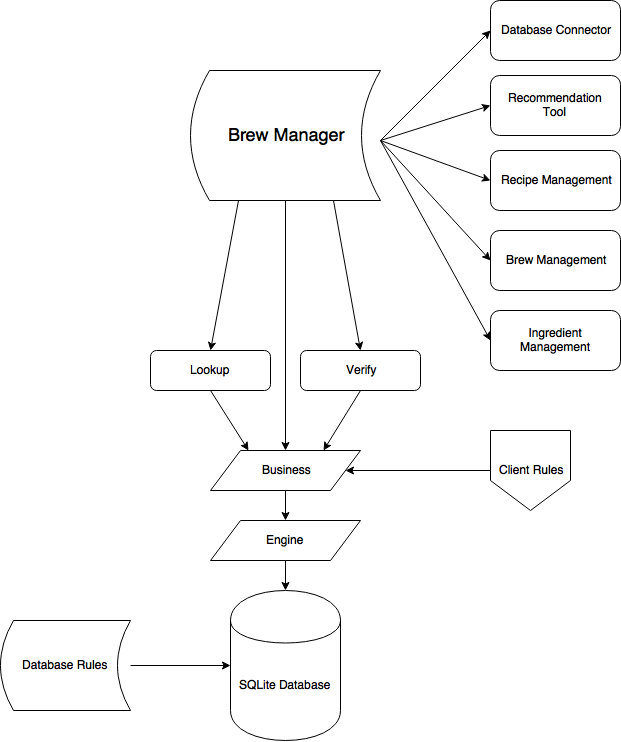 Database Connector
Recommendation
Tool
Brew Manager
Recipe Management
Brew Management
Ingredient
Management
Lookup
Verify
Business
Client Rules
Engine
Database Rules
SQLite Database